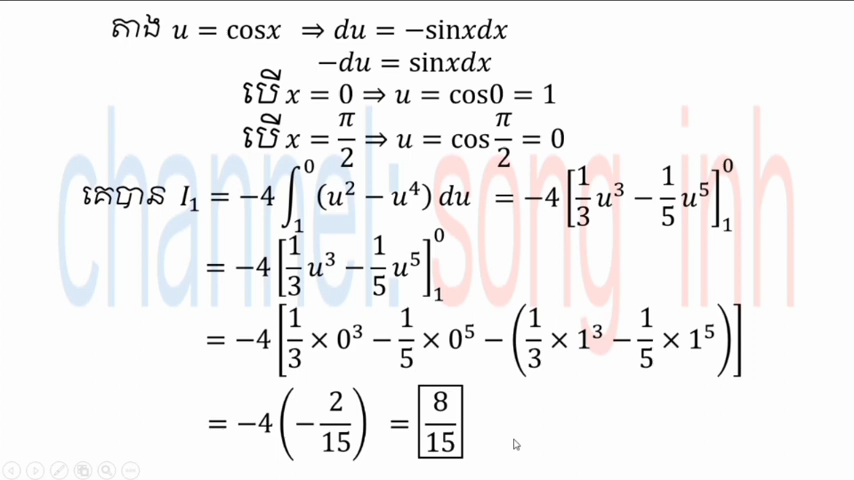 តាង u = cosx ⇒ du = −sinxdx
−du = sinxdx
បើ x = 0 ⇒ u = cos0 = 1
បើ x = π/2 ⇒ u = cos π/2 = 0
គេបាន I₁ = −4 ∫₁⁰ (u² − u⁴) du = −4 [1/3 u³ − 1/5 u⁵]₁⁰
= −4 [1/3 u³ − 1/5 u⁵]₁⁰
= −4 [1/3 × 0³ − 1/5 × 0⁵ − (1/3 × 1³ − 1/5 × 1⁵)]
= −4 (−2/15) = 8/15
channel: song inh